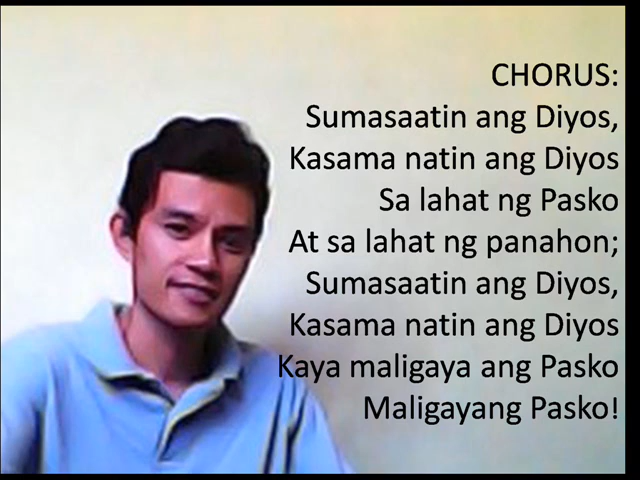 CHORUS:
Sumasaatin ang Diyos,
Kasama natin ang Diyos
Sa lahat ng Pasko
At sa lahat ng panahon;
Sumasaatin ang Diyos,
Kasama natin ang Diyos
Kaya maligaya ang Pasko
Maligayang Pasko!